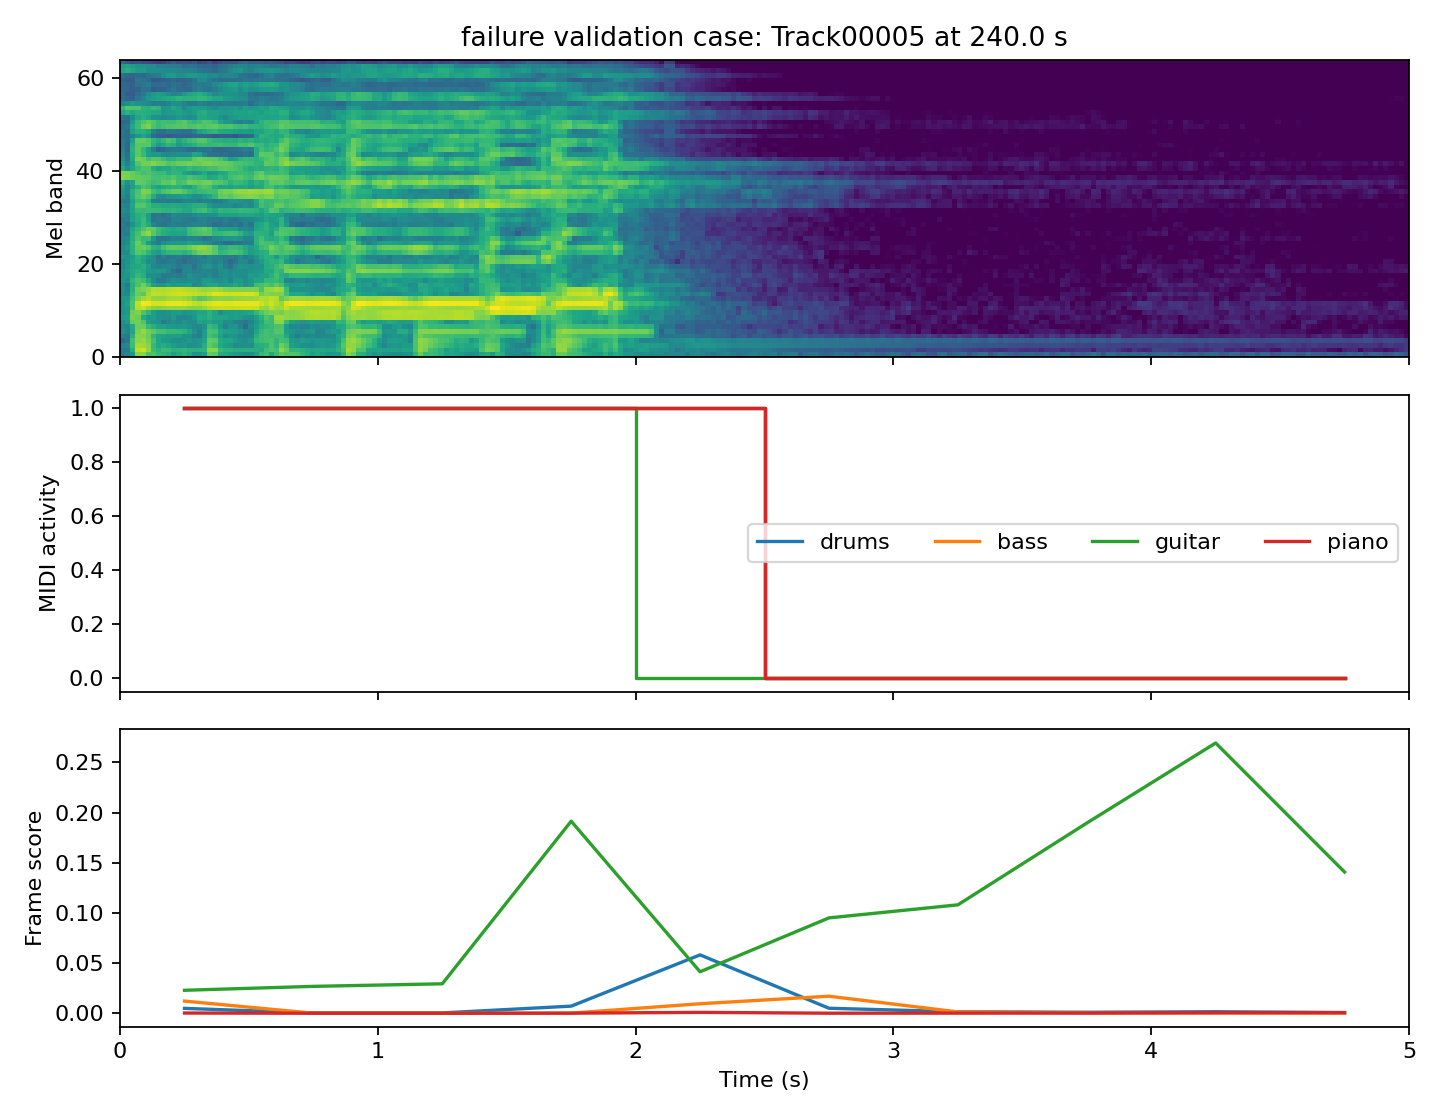 failure validation case: Track00005 at 240.0 s
60
40
20
0
Mel band
1.0
0.8
0.6
0.4
0.2
0.0
MIDI activity
drums bass guitar piano
0.25
0.20
0.15
0.10
0.05
0.00
Frame score
0 1 2 3 4 5
Time (s)